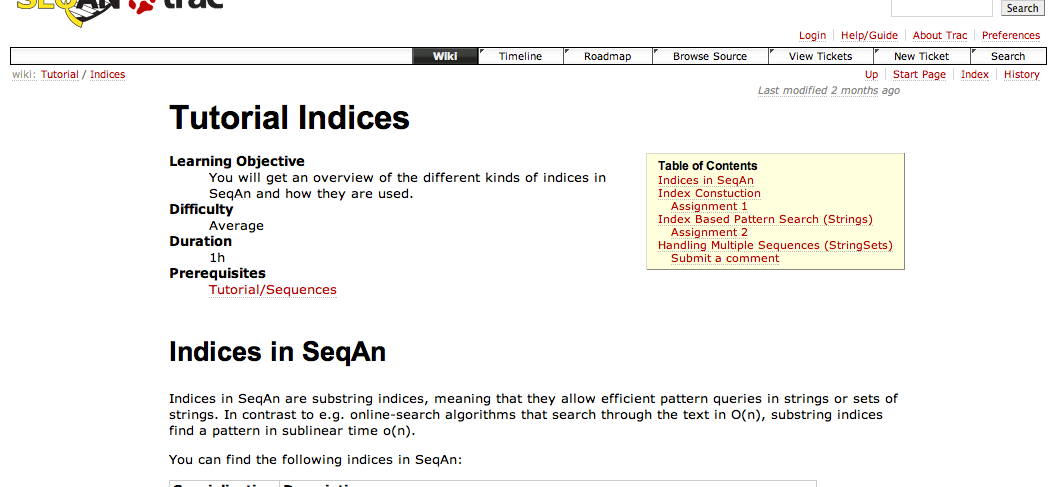 SEQAN trac
Search
Login Help/Guide About Trac Preferences
Wiki Timeline Roadmap Browse Source View Tickets New Ticket Search
wiki: Tutorial / Indices Up Start Page Index History
Last modified 2 months ago
Tutorial Indices
Learning Objective
You will get an overview of the different kinds of indices in
SeqAn and how they are used.
Difficulty
Average
Duration
1h
Prerequisites
Tutorial/Sequences
Table of Contents
Indices in SeqAn
Index Constuction
Assignment 1
Index Based Pattern Search (Strings)
Assignment 2
Handling Multiple Sequences (StringSets)
Submit a comment
Indices in SeqAn
Indices in SeqAn are substring indices, meaning that they allow efficient pattern queries in strings or sets of
strings. In contrast to e.g. online-search algorithms that search through the text in O(n), substring indices
find a pattern in sublinear time o(n).
You can find the following indices in SeqAn: